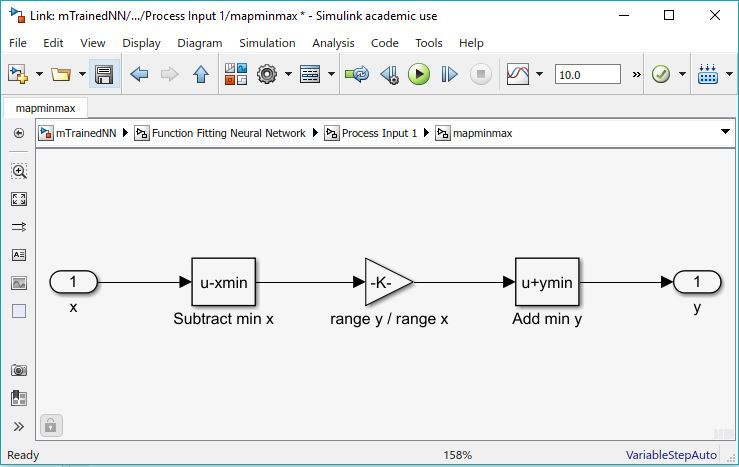 Link: mTrainedNN/.../Process Input 1/mapminmax * - Simulink academic use
File Edit View Display Diagram Simulation Analysis Code Tools Help
10.0 »
mapminmax
mTrainedNN Function Fitting Neural Network Process Input 1 mapminmax
1 u-xmin -K- u+ymin 1
x Subtract min x range y / range x Add min y y
Ready 158% VariableStepAuto